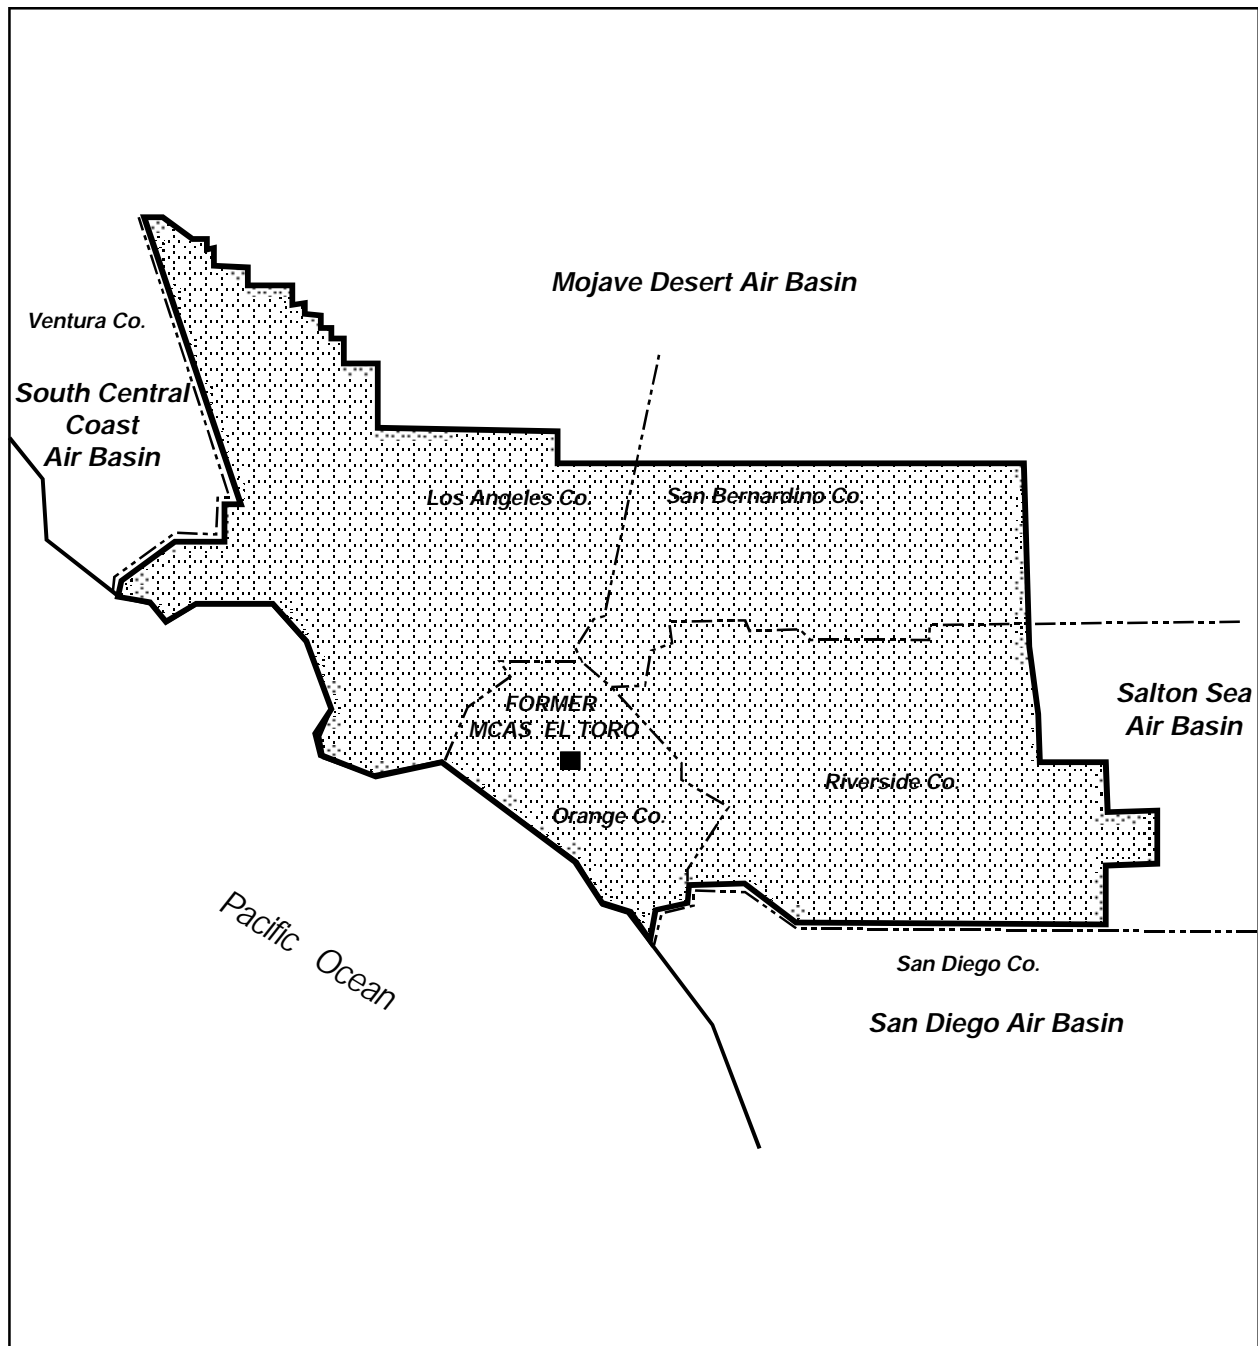 Mojave Desert Air Basin
Ventura Co.
South Central
Coast
Air Basin
Los Angeles Co.
San Bernardino Co.
FORMER
MCAS EL TORO
Salton Sea
Air Basin
Riverside Co.
Orange Co.
Pacific Ocean
San Diego Co.
San Diego Air Basin